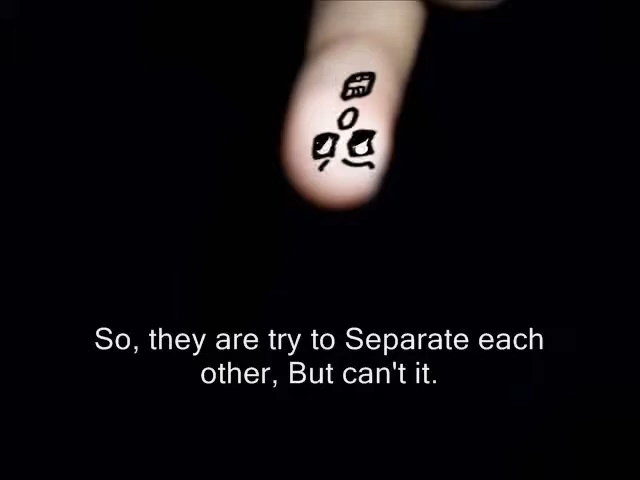 So, they are try to Separate each
other, But can't it.